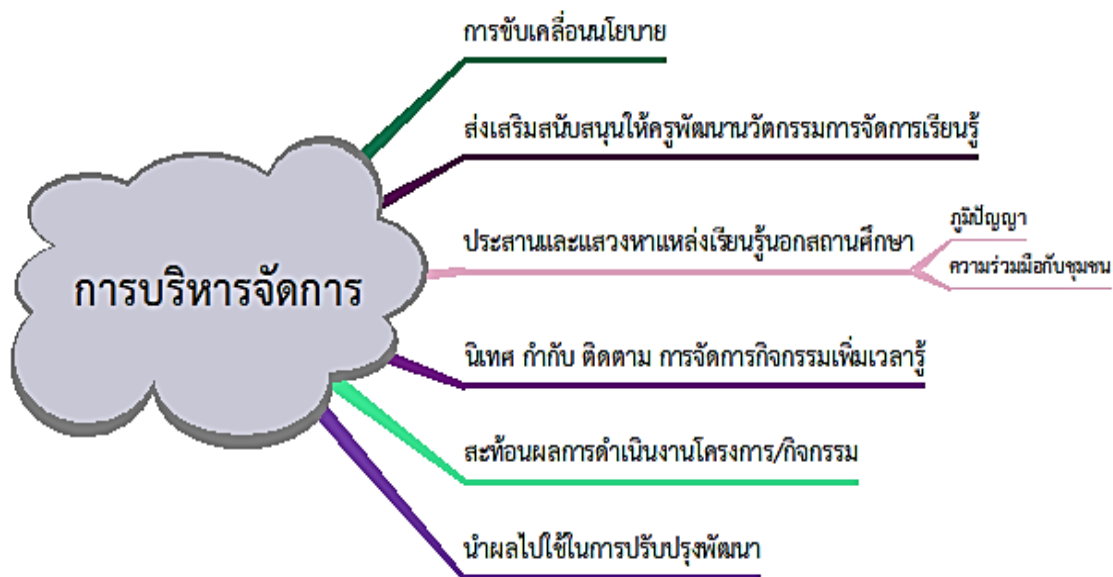 การขับเคลื่อนนโยบาย
ส่งเสริมสนับสนุนให้ครูพัฒนานวัตกรรมการจัดการเรียนรู้
ประสานและแสวงหาแหล่งเรียนรู้นอกสถานศึกษา
ภูมิปัญญา
ความร่วมมือกับชุมชน
การบริหารจัดการ
นิเทศ กำกับ ติดตาม การจัดการกิจกรรมเพิ่มเวลารู้
สะท้อนผลการดำเนินงานโครงการ/กิจกรรม
นำผลไปใช้ในการปรับปรุงพัฒนา